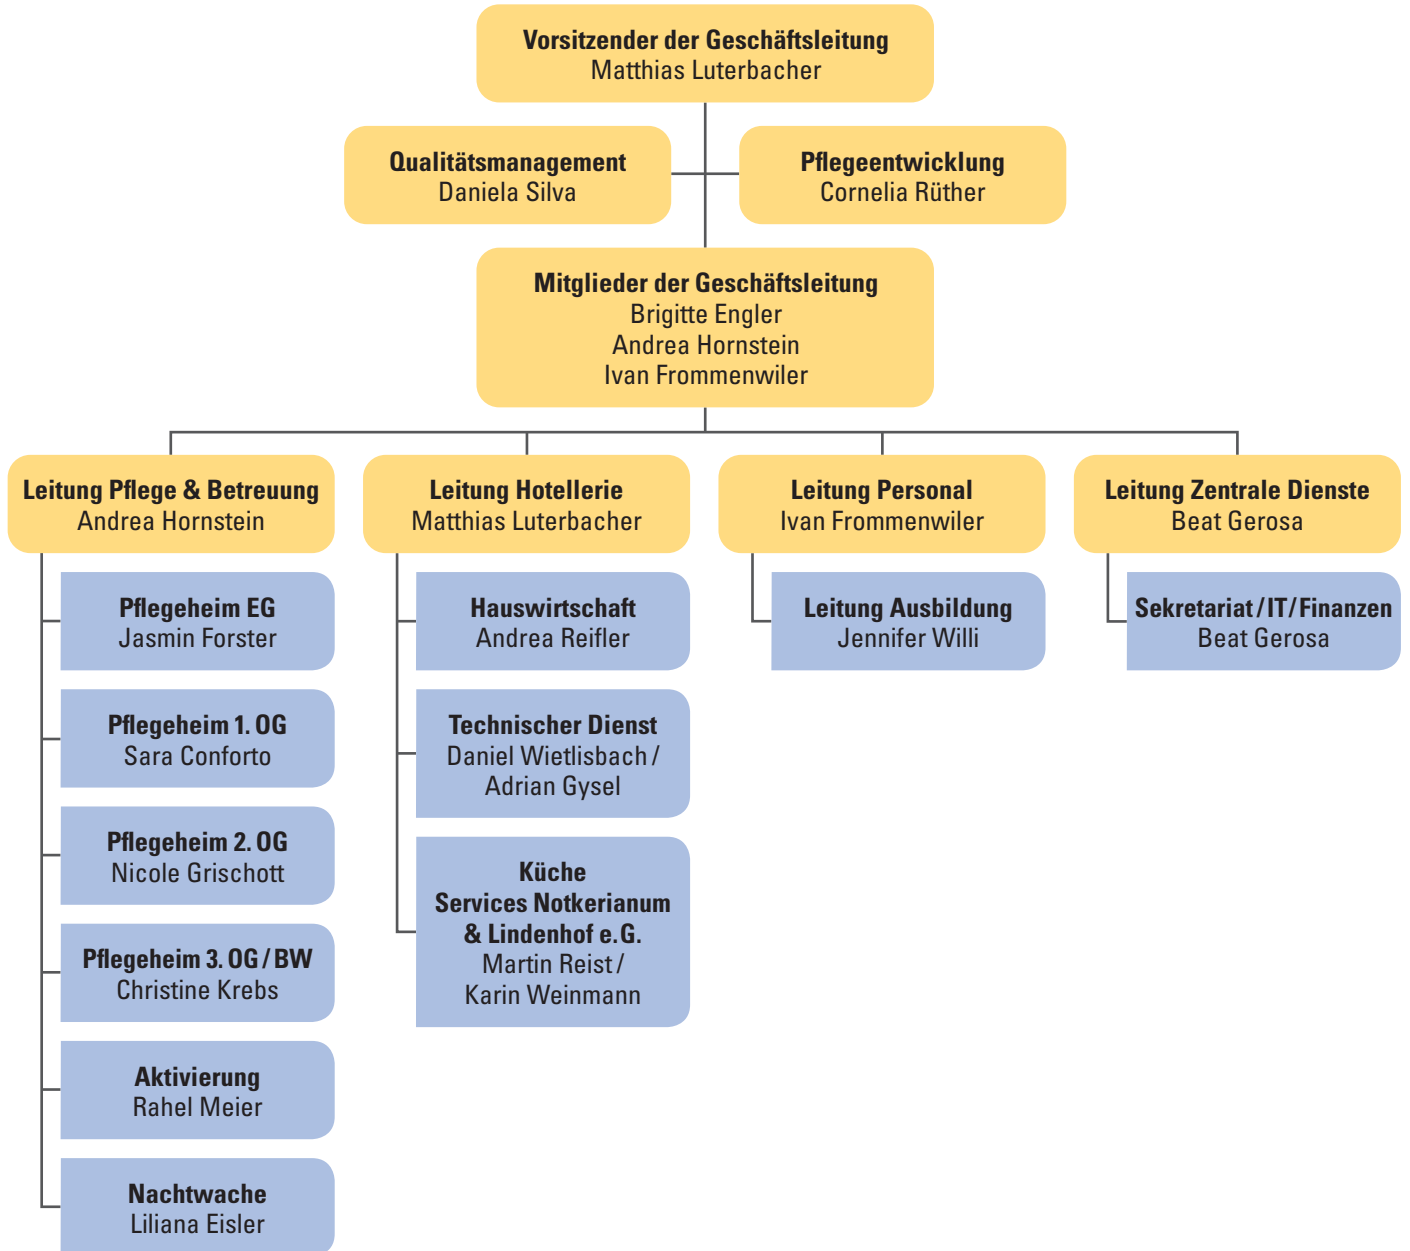 Vorsitzender der Geschäftsleitung
Matthias Luterbacher
Qualitätsmanagement
Daniela Silva
Pflegeentwicklung
Cornelia Rüther
Mitglieder der Geschäftsleitung
Brigitte Engler
Andrea Hornstein
Ivan Frommenwiler
Leitung Pflege & Betreuung
Andrea Hornstein
Pflegeheim EG
Jasmin Forster
Pflegeheim 1. OG
Sara Conforto
Pflegeheim 2. OG
Nicole Grischott
Pflegeheim 3. OG / BW
Christine Krebs
Aktivierung
Rahel Meier
Nachtwache
Liliana Eisler
Leitung Hotellerie
Matthias Luterbacher
Hauswirtschaft
Andrea Reifler
Technischer Dienst
Daniel Wietlisbach /
Adrian Gysel
Küche
Services Notkerianum
& Lindenhof e.G.
Martin Reist /
Karin Weinmann
Leitung Personal
Ivan Frommenwiler
Leitung Ausbildung
Jennifer Willi
Leitung Zentrale Dienste
Beat Gerosa
Sekretariat / IT / Finanzen
Beat Gerosa